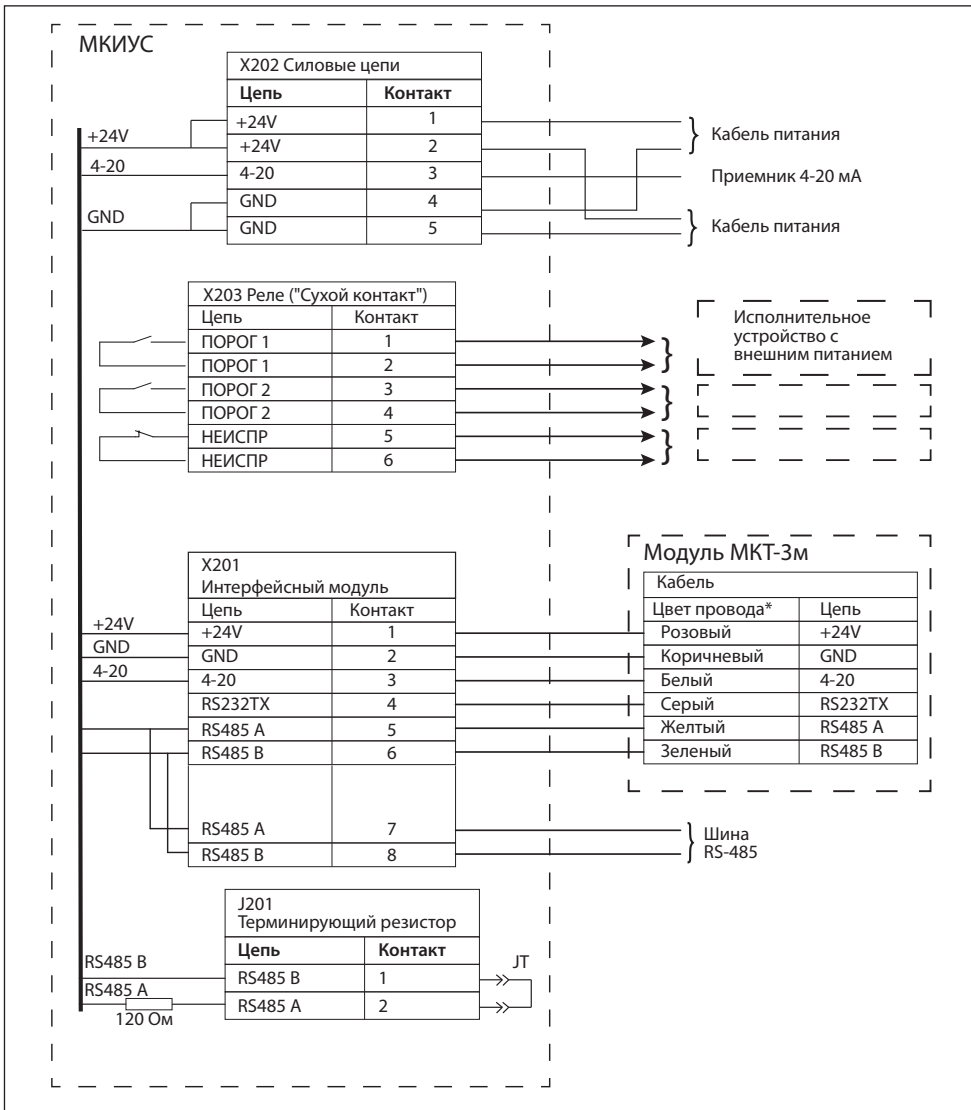 МКИУС
X202 Силовые цепи
Цепь Контакт
+24V 1
+24V 2
4-20 3
GND 4
GND 5
+24V
4-20
GND
} Кабель питания
Приемник 4-20 мА
} Кабель питания
X203 Реле ("Сухой контакт")
Цепь Контакт
ПОРОГ 1 1
ПОРОГ 1 2
ПОРОГ 2 3
ПОРОГ 2 4
НЕИСПР 5
НЕИСПР 6
}
}
}
Исполнительное
устройство с
внешним питанием
X201
Интерфейсный модуль
Цепь Контакт
+24V 1
GND 2
4-20 3
RS232TX 4
RS485 A 5
RS485 B 6
RS485 A 7
RS485 B 8
+24V
GND
4-20
Модуль МКТ-3м
Кабель
Цвет провода* Цепь
Розовый +24V
Коричневый GND
Белый 4-20
Серый RS232TX
Желтый RS485 A
Зеленый RS485 B
} Шина
RS-485
J201
Терминирующий резистор
Цепь Контакт
RS485 B 1
RS485 A 2
RS485 B
RS485 A
120 Ом
JT